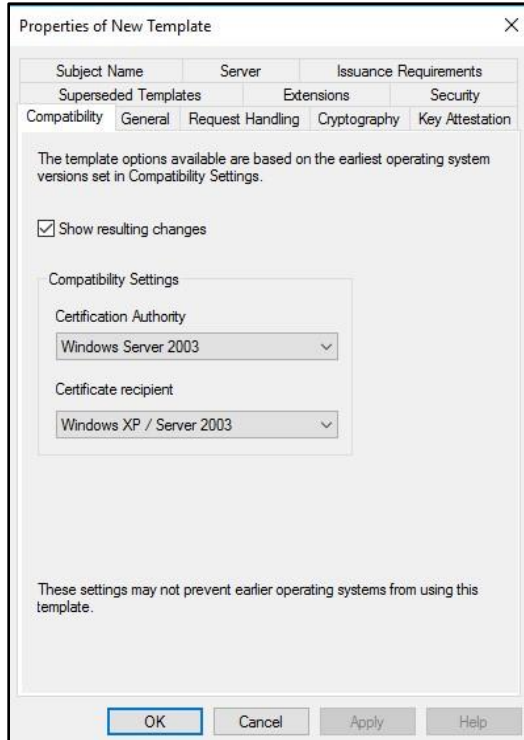 Properties of New Template
Subject Name Server Issuance Requirements
Superseded Templates Extensions Security
Compatibility General Request Handling Cryptography Key Attestation
The template options available are based on the earliest operating system
versions set in Compatibility Settings.
Show resulting changes
Compatibility Settings
Certification Authority
Windows Server 2003
Certificate recipient
Windows XP / Server 2003
These settings may not prevent earlier operating systems from using this
template.
OK Cancel Apply Help